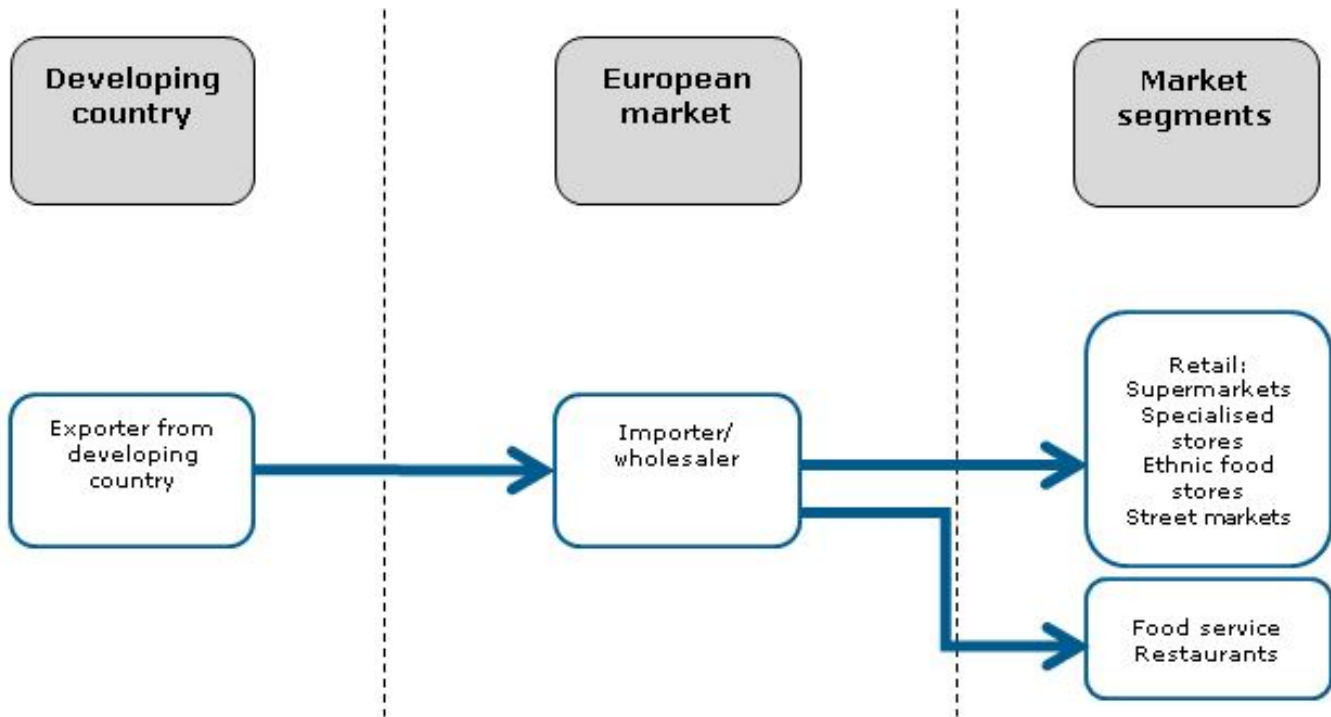 Developing
country
European
market
Market
segments
Exporter from
developing
country
Importer/
wholesaler
Retail:
Supermarkets
Specialised
stores
Ethnic food
stores
Street markets
Food service
Restaurants